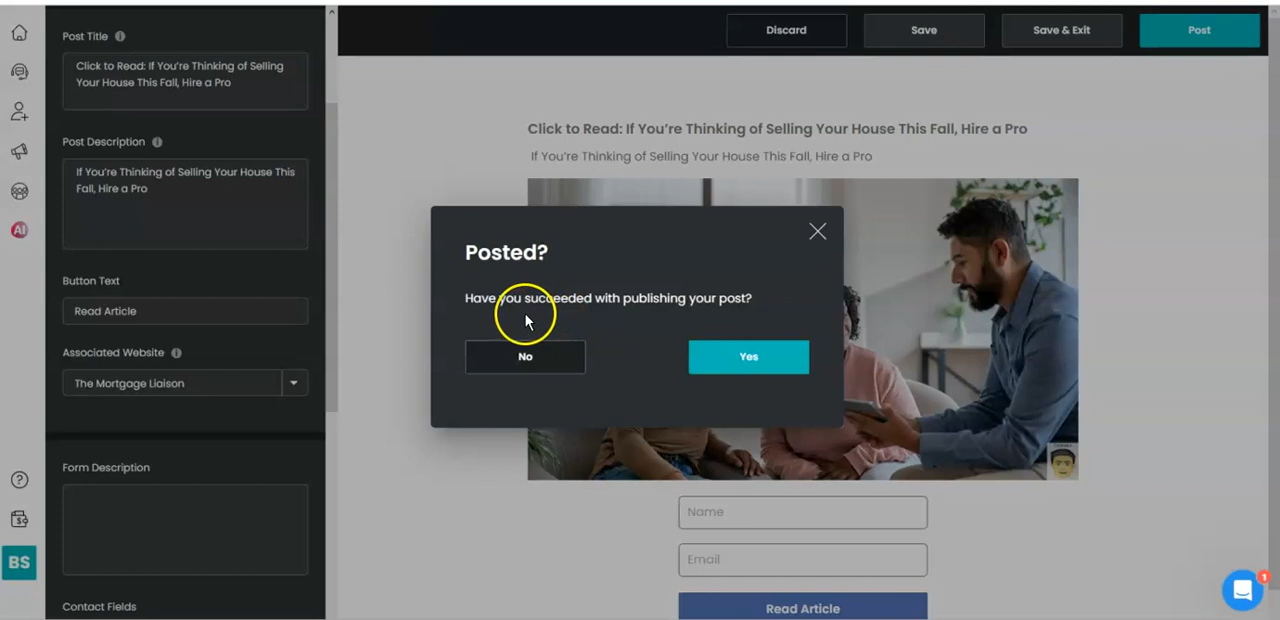 Post Title
Click to Read: If You're Thinking of Selling
Your House This Fall, Hire a Pro
Post Description
If You're Thinking of Selling Your House This
Fall, Hire a Pro
Button Text
Read Article
Associated Website
The Mortgage Liaison
Form Description
Contact Fields
AI
BS
Discard
Save
Save & Exit
Post
Click to Read: If You're Thinking of Selling Your House This Fall, Hire a Pro
If You're Thinking of Selling Your House This Fall, Hire a Pro
Posted?
Have you succeeded with publishing your post?
No
Yes
Name
Email
Read Article
1